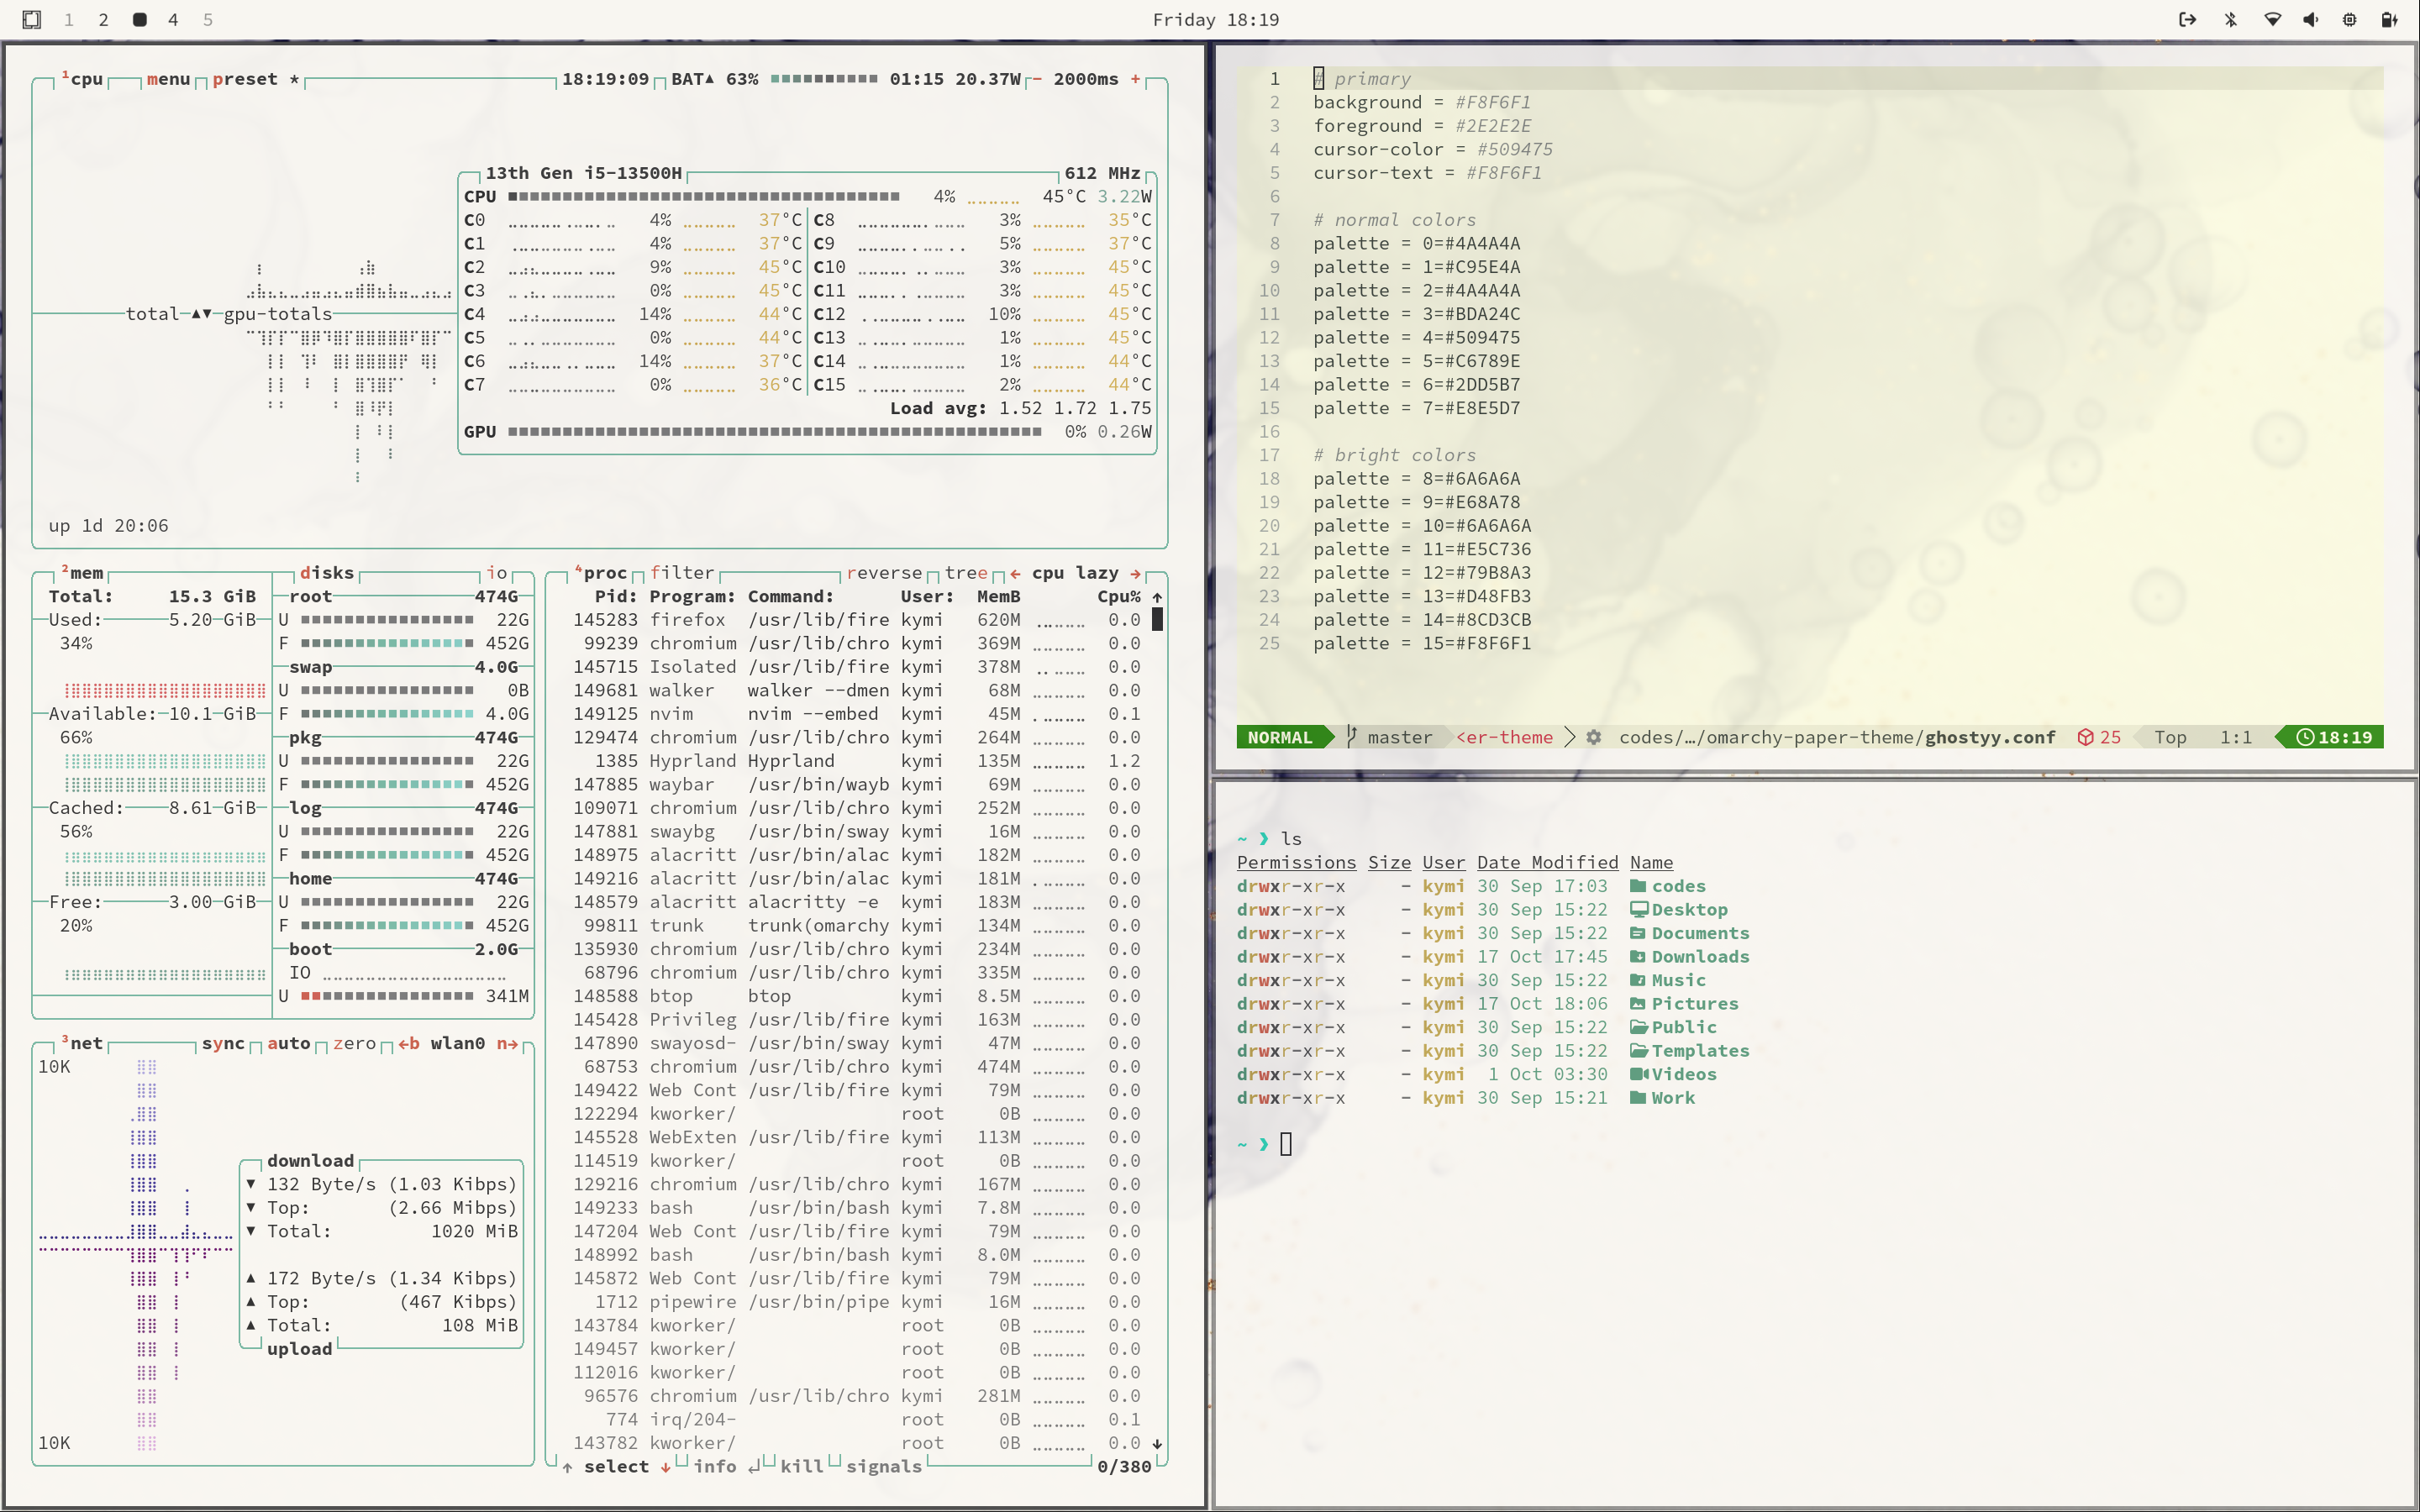 1 2 4 5
Friday 18:19
¹cpu menu preset * 18:19:09 BAT▲ 63% 01:15 20.37W - 2000ms +
13th Gen i5-13500H 612 MHz
CPU 4% 45°C 3.22W
C0 4% 37°C C8 3% 35°C
C1 4% 37°C C9 5% 37°C
C2 9% 45°C C10 3% 45°C
C3 0% 45°C C11 3% 45°C
total ▲▼ gpu-totals
C4 14% 44°C C12 10% 45°C
C5 0% 44°C C13 1% 45°C
C6 14% 37°C C14 1% 44°C
C7 0% 36°C C15 2% 44°C
Load avg: 1.52 1.72 1.75
GPU 0% 0.26W
up 1d 20:06
²mem
Total: 15.3 GiB
Used: 5.20 GiB
34%
Available: 10.1 GiB
66%
Cached: 8.61 GiB
56%
Free: 3.00 GiB
20%
disks io
root 474G
U 22G
F 452G
swap 4.0G
U 0B
F 4.0G
pkg 474G
U 22G
F 452G
log 474G
U 22G
F 452G
home 474G
U 22G
F 452G
boot 2.0G
IO
U 341M
³net sync auto zero ←b wlan0 n→
10K
download
▼ 132 Byte/s (1.03 Kibps)
▼ Top: (2.66 Mibps)
▼ Total: 1020 MiB
▲ 172 Byte/s (1.34 Kibps)
▲ Top: (467 Kibps)
▲ Total: 108 MiB
upload
10K
⁴proc filter reverse tree ← cpu lazy →
Pid: Program: Command: User: MemB Cpu% ↑
145283 firefox /usr/lib/fire kymi 620M 0.0
99239 chromium /usr/lib/chro kymi 369M 0.0
145715 Isolated /usr/lib/fire kymi 378M 0.0
149681 walker walker --dmen kymi 68M 0.0
149125 nvim nvim --embed kymi 45M 0.1
129474 chromium /usr/lib/chro kymi 264M 0.0
1385 Hyprland Hyprland kymi 135M 1.2
147885 waybar /usr/bin/wayb kymi 69M 0.0
109071 chromium /usr/lib/chro kymi 252M 0.0
147881 swaybg /usr/bin/sway kymi 16M 0.0
148975 alacritt /usr/bin/alac kymi 182M 0.0
149216 alacritt /usr/bin/alac kymi 181M 0.0
148579 alacritt alacritty -e kymi 183M 0.0
99811 trunk trunk(omarchy kymi 134M 0.0
135930 chromium /usr/lib/chro kymi 234M 0.0
68796 chromium /usr/lib/chro kymi 335M 0.0
148588 btop btop kymi 8.5M 0.0
145428 Privileg /usr/lib/fire kymi 163M 0.0
147890 swayosd- /usr/bin/sway kymi 47M 0.0
68753 chromium /usr/lib/chro kymi 474M 0.0
149422 Web Cont /usr/lib/fire kymi 79M 0.0
122294 kworker/ root 0B 0.0
145528 WebExten /usr/lib/fire kymi 113M 0.0
114519 kworker/ root 0B 0.0
129216 chromium /usr/lib/chro kymi 167M 0.0
149233 bash /usr/bin/bash kymi 7.8M 0.0
147204 Web Cont /usr/lib/fire kymi 79M 0.0
148992 bash /usr/bin/bash kymi 8.0M 0.0
145872 Web Cont /usr/lib/fire kymi 79M 0.0
1712 pipewire /usr/bin/pipe kymi 16M 0.0
143784 kworker/ root 0B 0.0
149457 kworker/ root 0B 0.0
112016 kworker/ root 0B 0.0
96576 chromium /usr/lib/chro kymi 281M 0.0
774 irq/204- root 0B 0.1
143782 kworker/ root 0B 0.0 ↓
↑ select ↓ info ↵ kill signals 0/380
1 # primary
2 background = #F8F6F1
3 foreground = #2E2E2E
4 cursor-color = #509475
5 cursor-text = #F8F6F1
6
7 # normal colors
8 palette = 0=#4A4A4A
9 palette = 1=#C95E4A
10 palette = 2=#4A4A4A
11 palette = 3=#BDA24C
12 palette = 4=#509475
13 palette = 5=#C6789E
14 palette = 6=#2DD5B7
15 palette = 7=#E8E5D7
16
17 # bright colors
18 palette = 8=#6A6A6A
19 palette = 9=#E68A78
20 palette = 10=#6A6A6A
21 palette = 11=#E5C736
22 palette = 12=#79B8A3
23 palette = 13=#D48FB3
24 palette = 14=#8CD3CB
25 palette = 15=#F8F6F1
NORMAL master <er-theme codes/…/omarchy-paper-theme/ghostyy.conf 25 Top 1:1 18:19
~ ❯ ls
Permissions Size User Date Modified Name
drwxr-xr-x - kymi 30 Sep 17:03 codes
drwxr-xr-x - kymi 30 Sep 15:22 Desktop
drwxr-xr-x - kymi 30 Sep 15:22 Documents
drwxr-xr-x - kymi 17 Oct 17:45 Downloads
drwxr-xr-x - kymi 30 Sep 15:22 Music
drwxr-xr-x - kymi 17 Oct 18:06 Pictures
drwxr-xr-x - kymi 30 Sep 15:22 Public
drwxr-xr-x - kymi 30 Sep 15:22 Templates
drwxr-xr-x - kymi 1 Oct 03:30 Videos
drwxr-xr-x - kymi 30 Sep 15:21 Work
~ ❯